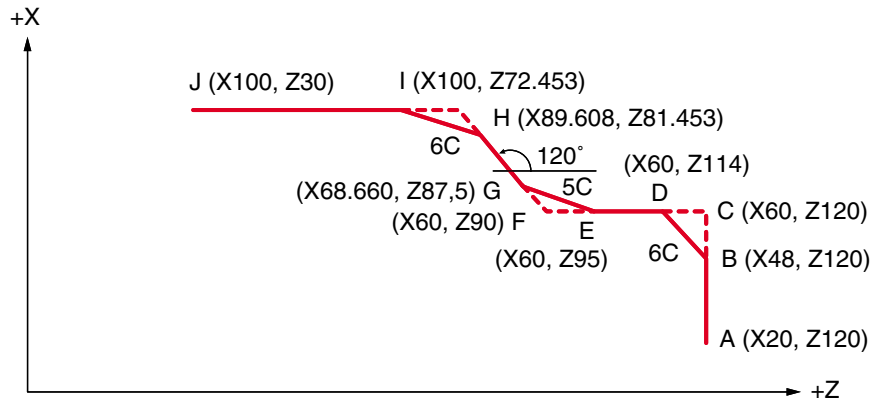 +X
J (X100, Z30)
I (X100, Z72.453)
H (X89.608, Z81.453)
6C
120°
(X60, Z114)
5C
D
(X68.660, Z87,5) G
(X60, Z90) F
E
C (X60, Z120)
(X60, Z95)
6C
B (X48, Z120)
A (X20, Z120)
+Z